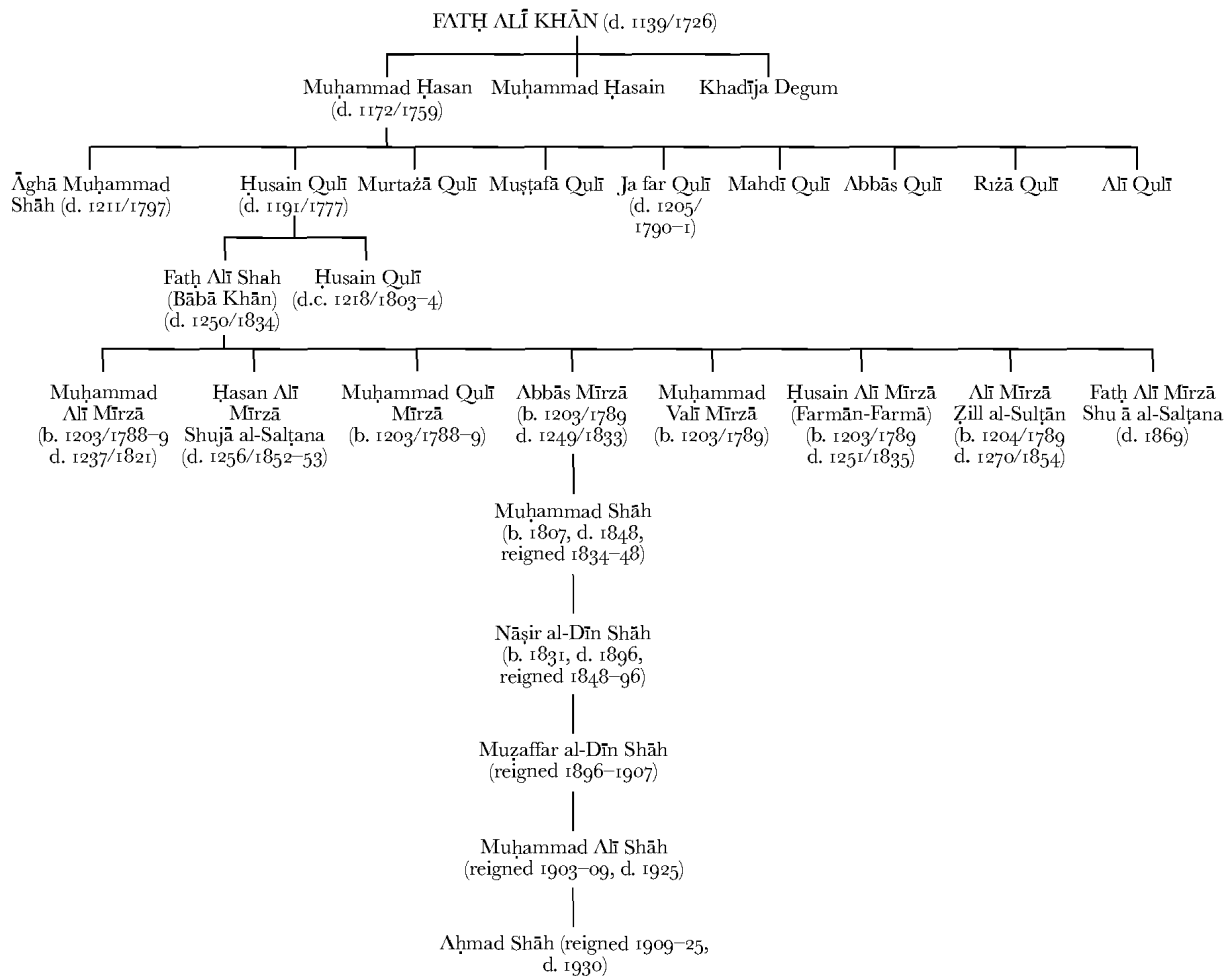 FATḤ ALĪ KHĀN (d. 1139/1726)
Muḥammad Ḥasan
(d. 1172/1759)
Muḥammad Ḥasain
Khadīja Degum
Āghā Muḥammad
Shāh (d. 1211/1797)
Ḥusain Qulī
(d. 1191/1777)
Murtażā Qulī
Muṣṭafā Qulī
Ja far Qulī
(d. 1205/
1790–1)
Mahdī Qulī
Abbās Qulī
Rıżā Qulī
Alī Qulī
Fatḥ Alī Shah
(Bābā Khān)
(d. 1250/1834)
Ḥusain Qulī
(d.c. 1218/1803–4)
Muḥammad
Alī Mīrzā
(b. 1203/1788–9
d. 1237/1821)
Ḥasan Alī
Mīrzā
Shujā al-Salṭana
(d. 1256/1852–53)
Muḥammad Qulī
Mīrzā
(b. 1203/1788–9)
Abbās Mīrzā
(b. 1203/1789
d. 1249/1833)
Muḥammad
Valī Mīrzā
(b. 1203/1789)
Ḥusain Alī Mīrzā
(Farmān-Farmā)
(b. 1203/1789
d. 1251/1835)
Alī Mīrzā
Ẓill al-Sulṭān
(b. 1204/1789
d. 1270/1854)
Fatḥ Alī Mīrzā
Shu ā al-Salṭana
(d. 1869)
Muḥammad Shāh
(b. 1807, d. 1848,
reigned 1834–48)
Nāṣir al-Dīn Shāh
(b. 1831, d. 1896,
reigned 1848–96)
Muẓaffar al-Dīn Shāh
(reigned 1896–1907)
Muḥammad Alī Shāh
(reigned 1903–09, d. 1925)
Aḥmad Shāh (reigned 1909–25,
d. 1930)